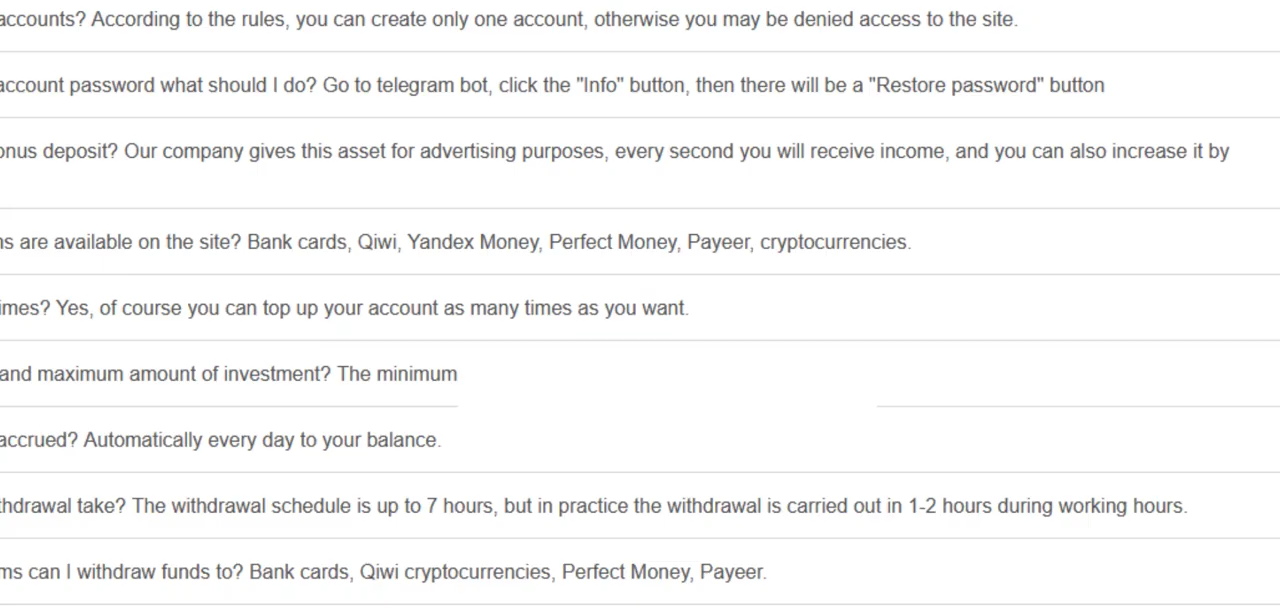 accounts? According to the rules, you can create only one account, otherwise you may be denied access to the site.
account password what should I do? Go to telegram bot, click the "Info" button, then there will be a "Restore password" button
onus deposit? Our company gives this asset for advertising purposes, every second you will receive income, and you can also increase it by
ns are available on the site? Bank cards, Qiwi, Yandex Money, Perfect Money, Payeer, cryptocurrencies.
imes? Yes, of course you can top up your account as many times as you want.
and maximum amount of investment? The minimum
accrued? Automatically every day to your balance.
thdrawal take? The withdrawal schedule is up to 7 hours, but in practice the withdrawal is carried out in 1-2 hours during working hours.
ms can I withdraw funds to? Bank cards, Qiwi cryptocurrencies, Perfect Money, Payeer.